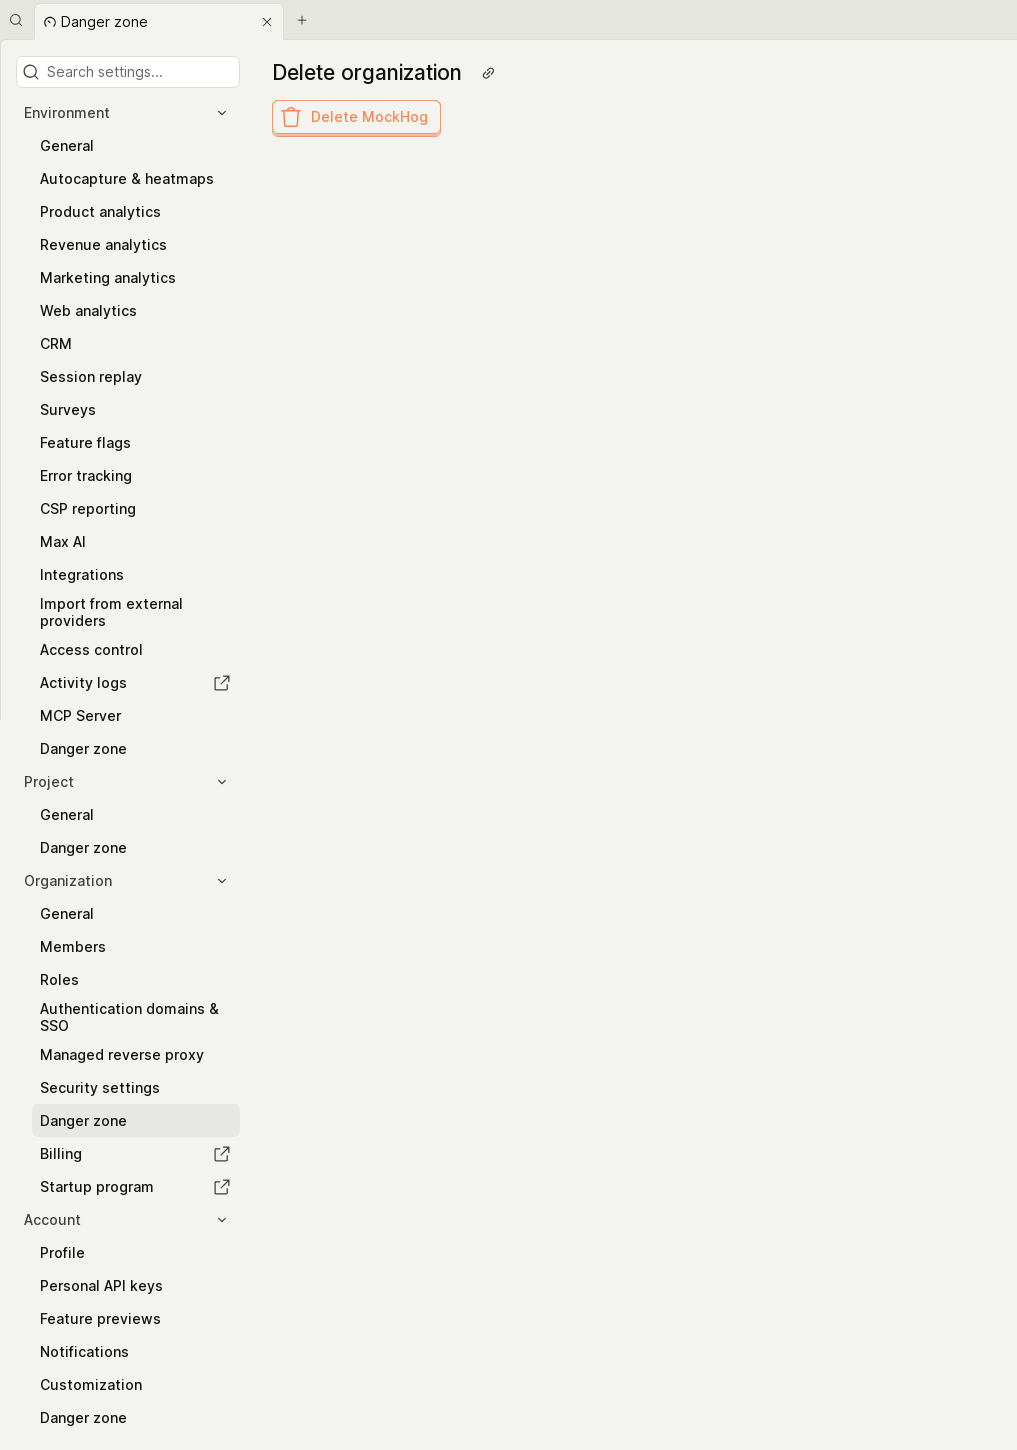 Danger zone
Search settings...
Environment
General
Autocapture & heatmaps
Product analytics
Revenue analytics
Marketing analytics
Web analytics
CRM
Session replay
Surveys
Feature flags
Error tracking
CSP reporting
Max AI
Integrations
Import from external
providers
Access control
Activity logs
MCP Server
Danger zone
Project
General
Danger zone
Organization
General
Members
Roles
Authentication domains &
SSO
Managed reverse proxy
Security settings
Danger zone
Billing
Startup program
Account
Profile
Personal API keys
Feature previews
Notifications
Customization
Danger zone
Delete organization
Delete MockHog